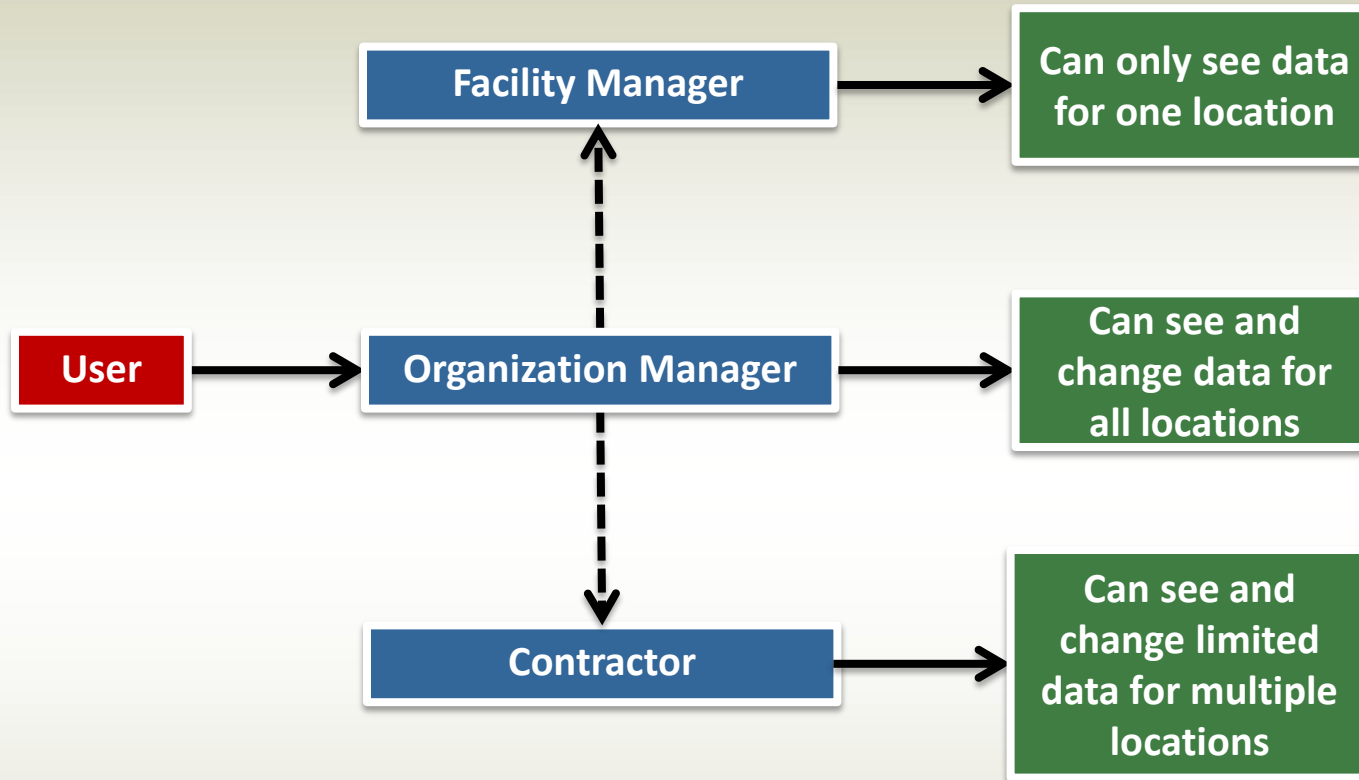 Facility Manager
Can only see data
for one location
User
Organization Manager
Can see and
change data for
all locations
Contractor
Can see and
change limited
data for multiple
locations